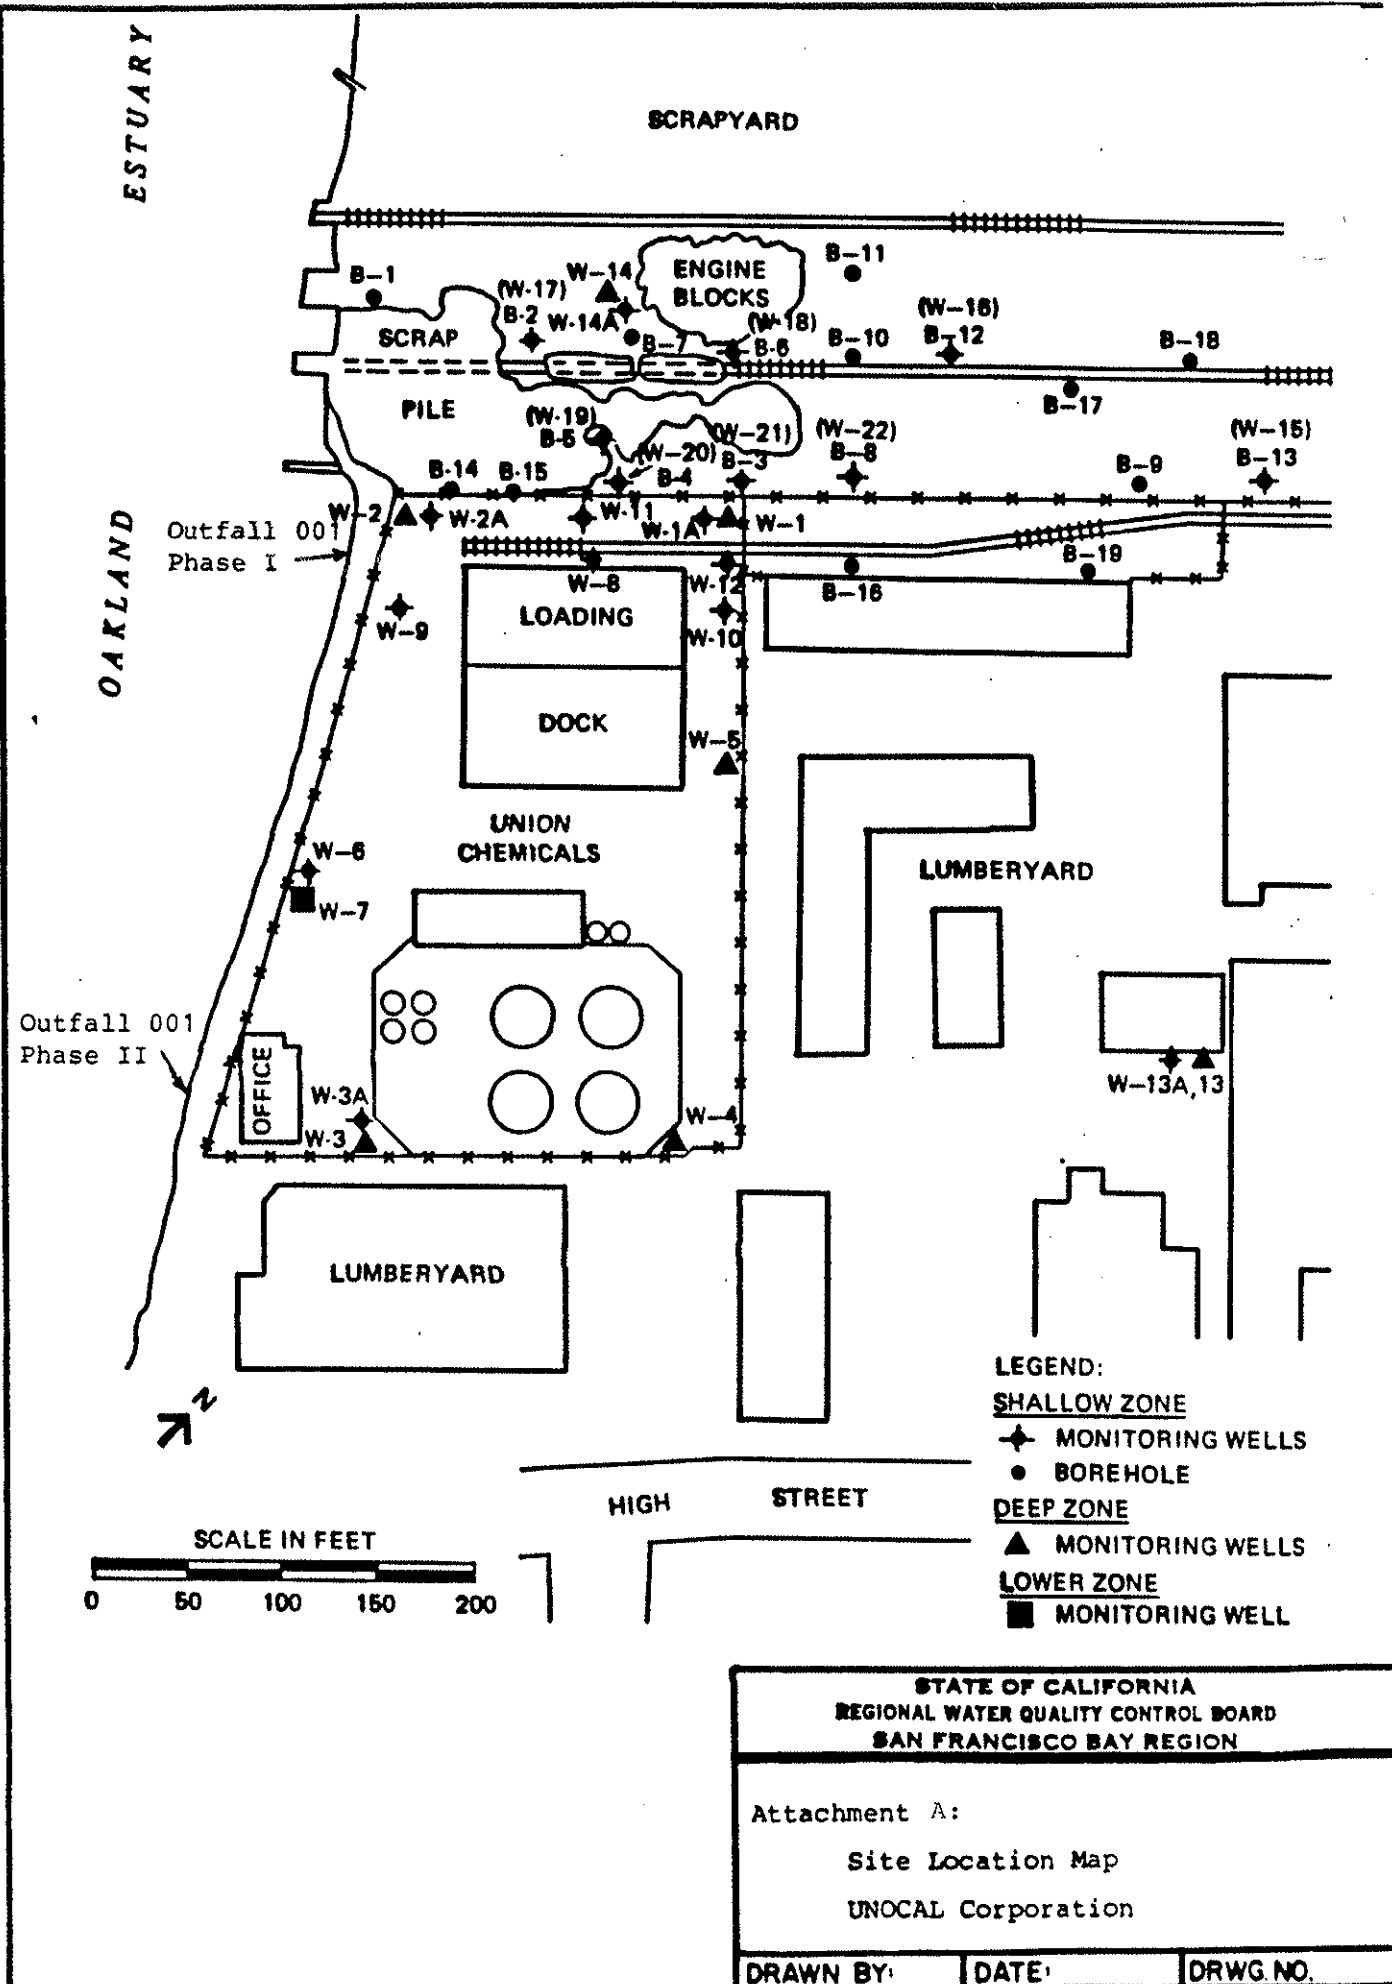 ESTUARY
SCRAPYARD
B-11
W-14
ENGINE
BLOCKS
B-1
(W-17)
B-2
W-14A
(W-18)
B-6
(W-16)
B-12
SCRAP
B-7
B-10
B-18
B-17
PILE
(W-19)
B-5
(W-21)
B-3
(W-22)
B-8
(W-15)
B-13
(W-20)
B-4
B-14
B-15
B-9
W-2
W-2A
W-11
W-1A
W-1
Outfall 001
Phase I
OAKLAND
W-8
W-12
B-16
B-19
LOADING
W-9
W-10
DOCK
W-5
UNION
CHEMICALS
W-6
W-7
LUMBERYARD
Outfall 001
Phase II
OFFICE
W-3A
W-3
W-4
W-13A,13
LUMBERYARD
N
HIGH STREET
SCALE IN FEET
0 50 100 150 200
LEGEND:
SHALLOW ZONE
MONITORING WELLS
BOREHOLE
DEEP ZONE
MONITORING WELLS
LOWER ZONE
MONITORING WELL
STATE OF CALIFORNIA
REGIONAL WATER QUALITY CONTROL BOARD
SAN FRANCISCO BAY REGION
Attachment A:
Site Location Map
UNOCAL Corporation
DRAWN BY: DATE: DRWG. NO.